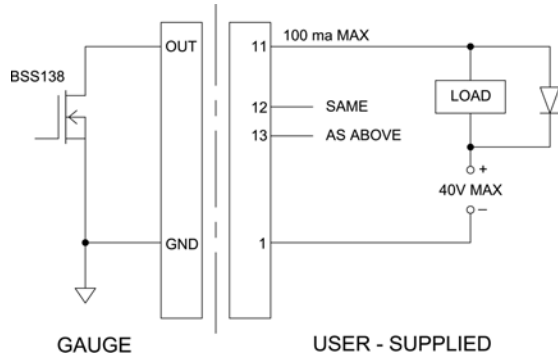 OUT
11
100 ma MAX
BSS138
LOAD
12
SAME
13
AS ABOVE
+
40V MAX
–
GND
1
GAUGE
USER - SUPPLIED